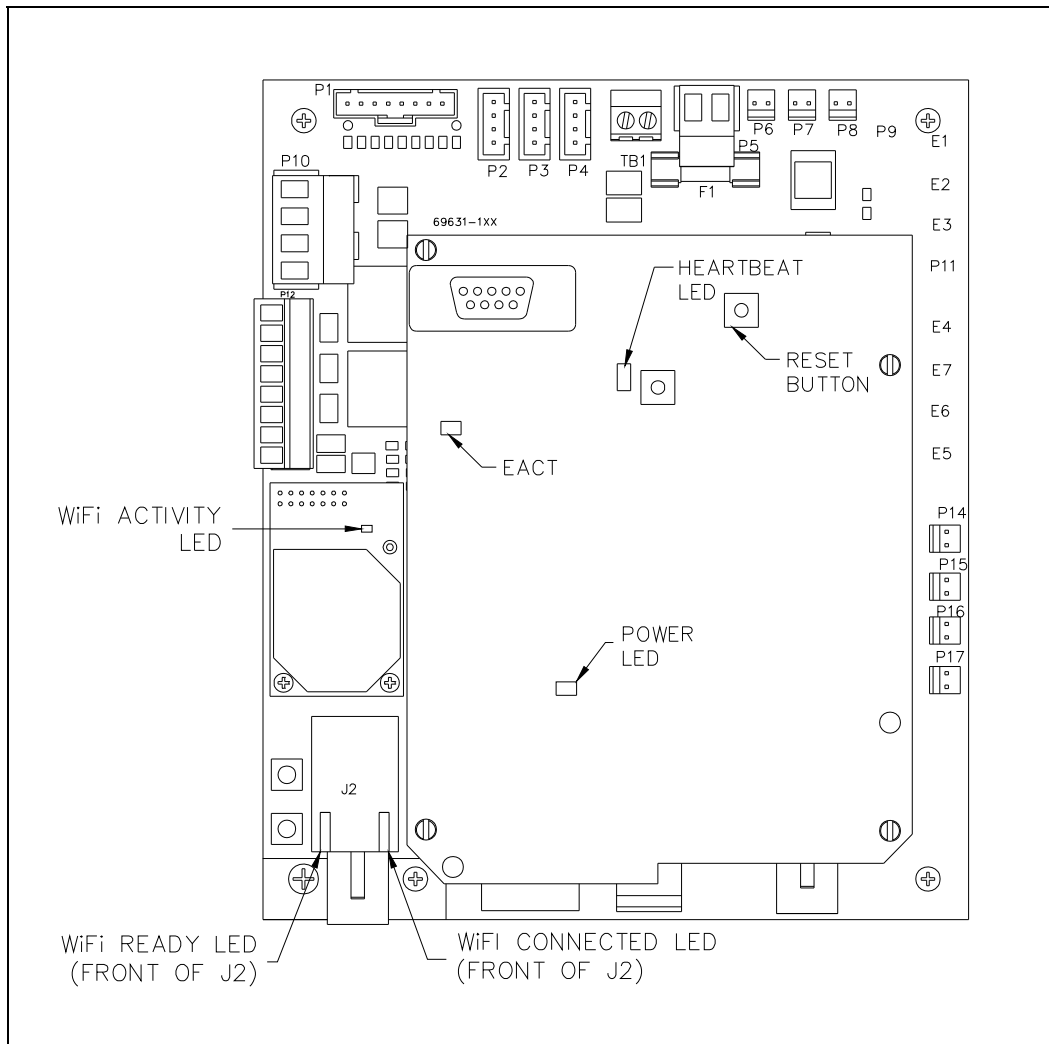 P1
P2
P3
P4
TB1
P5
F1
P6
P7
P8
P9
E1
P10
E2
69631-1XX
E3
HEARTBEAT
LED
P11
P12
E4
RESET
BUTTON
E7
E6
EACT
E5
WiFi ACTIVITY
LED
P14
P15
P16
POWER
LED
P17
J2
WiFi READY LED
(FRONT OF J2)
WiFI CONNECTED LED
(FRONT OF J2)